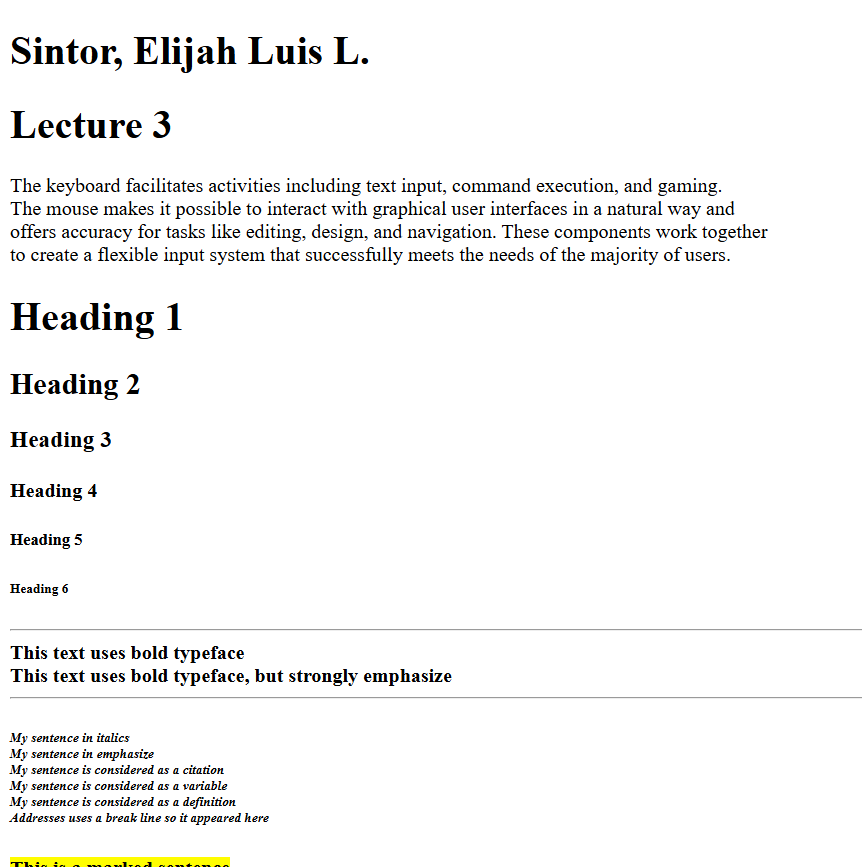 Sintor, Elijah Luis L.
Lecture 3
The keyboard facilitates activities including text input, command execution, and gaming.
The mouse makes it possible to interact with graphical user interfaces in a natural way and
offers accuracy for tasks like editing, design, and navigation. These components work together
to create a flexible input system that successfully meets the needs of the majority of users.
Heading 1
Heading 2
Heading 3
Heading 4
Heading 5
Heading 6
This text uses bold typeface
This text uses bold typeface, but strongly emphasize
My sentence in italics
My sentence in emphasize
My sentence is considered as a citation
My sentence is considered as a variable
My sentence is considered as a definition
Addresses uses a break line so it appeared here
This is a marked sentence